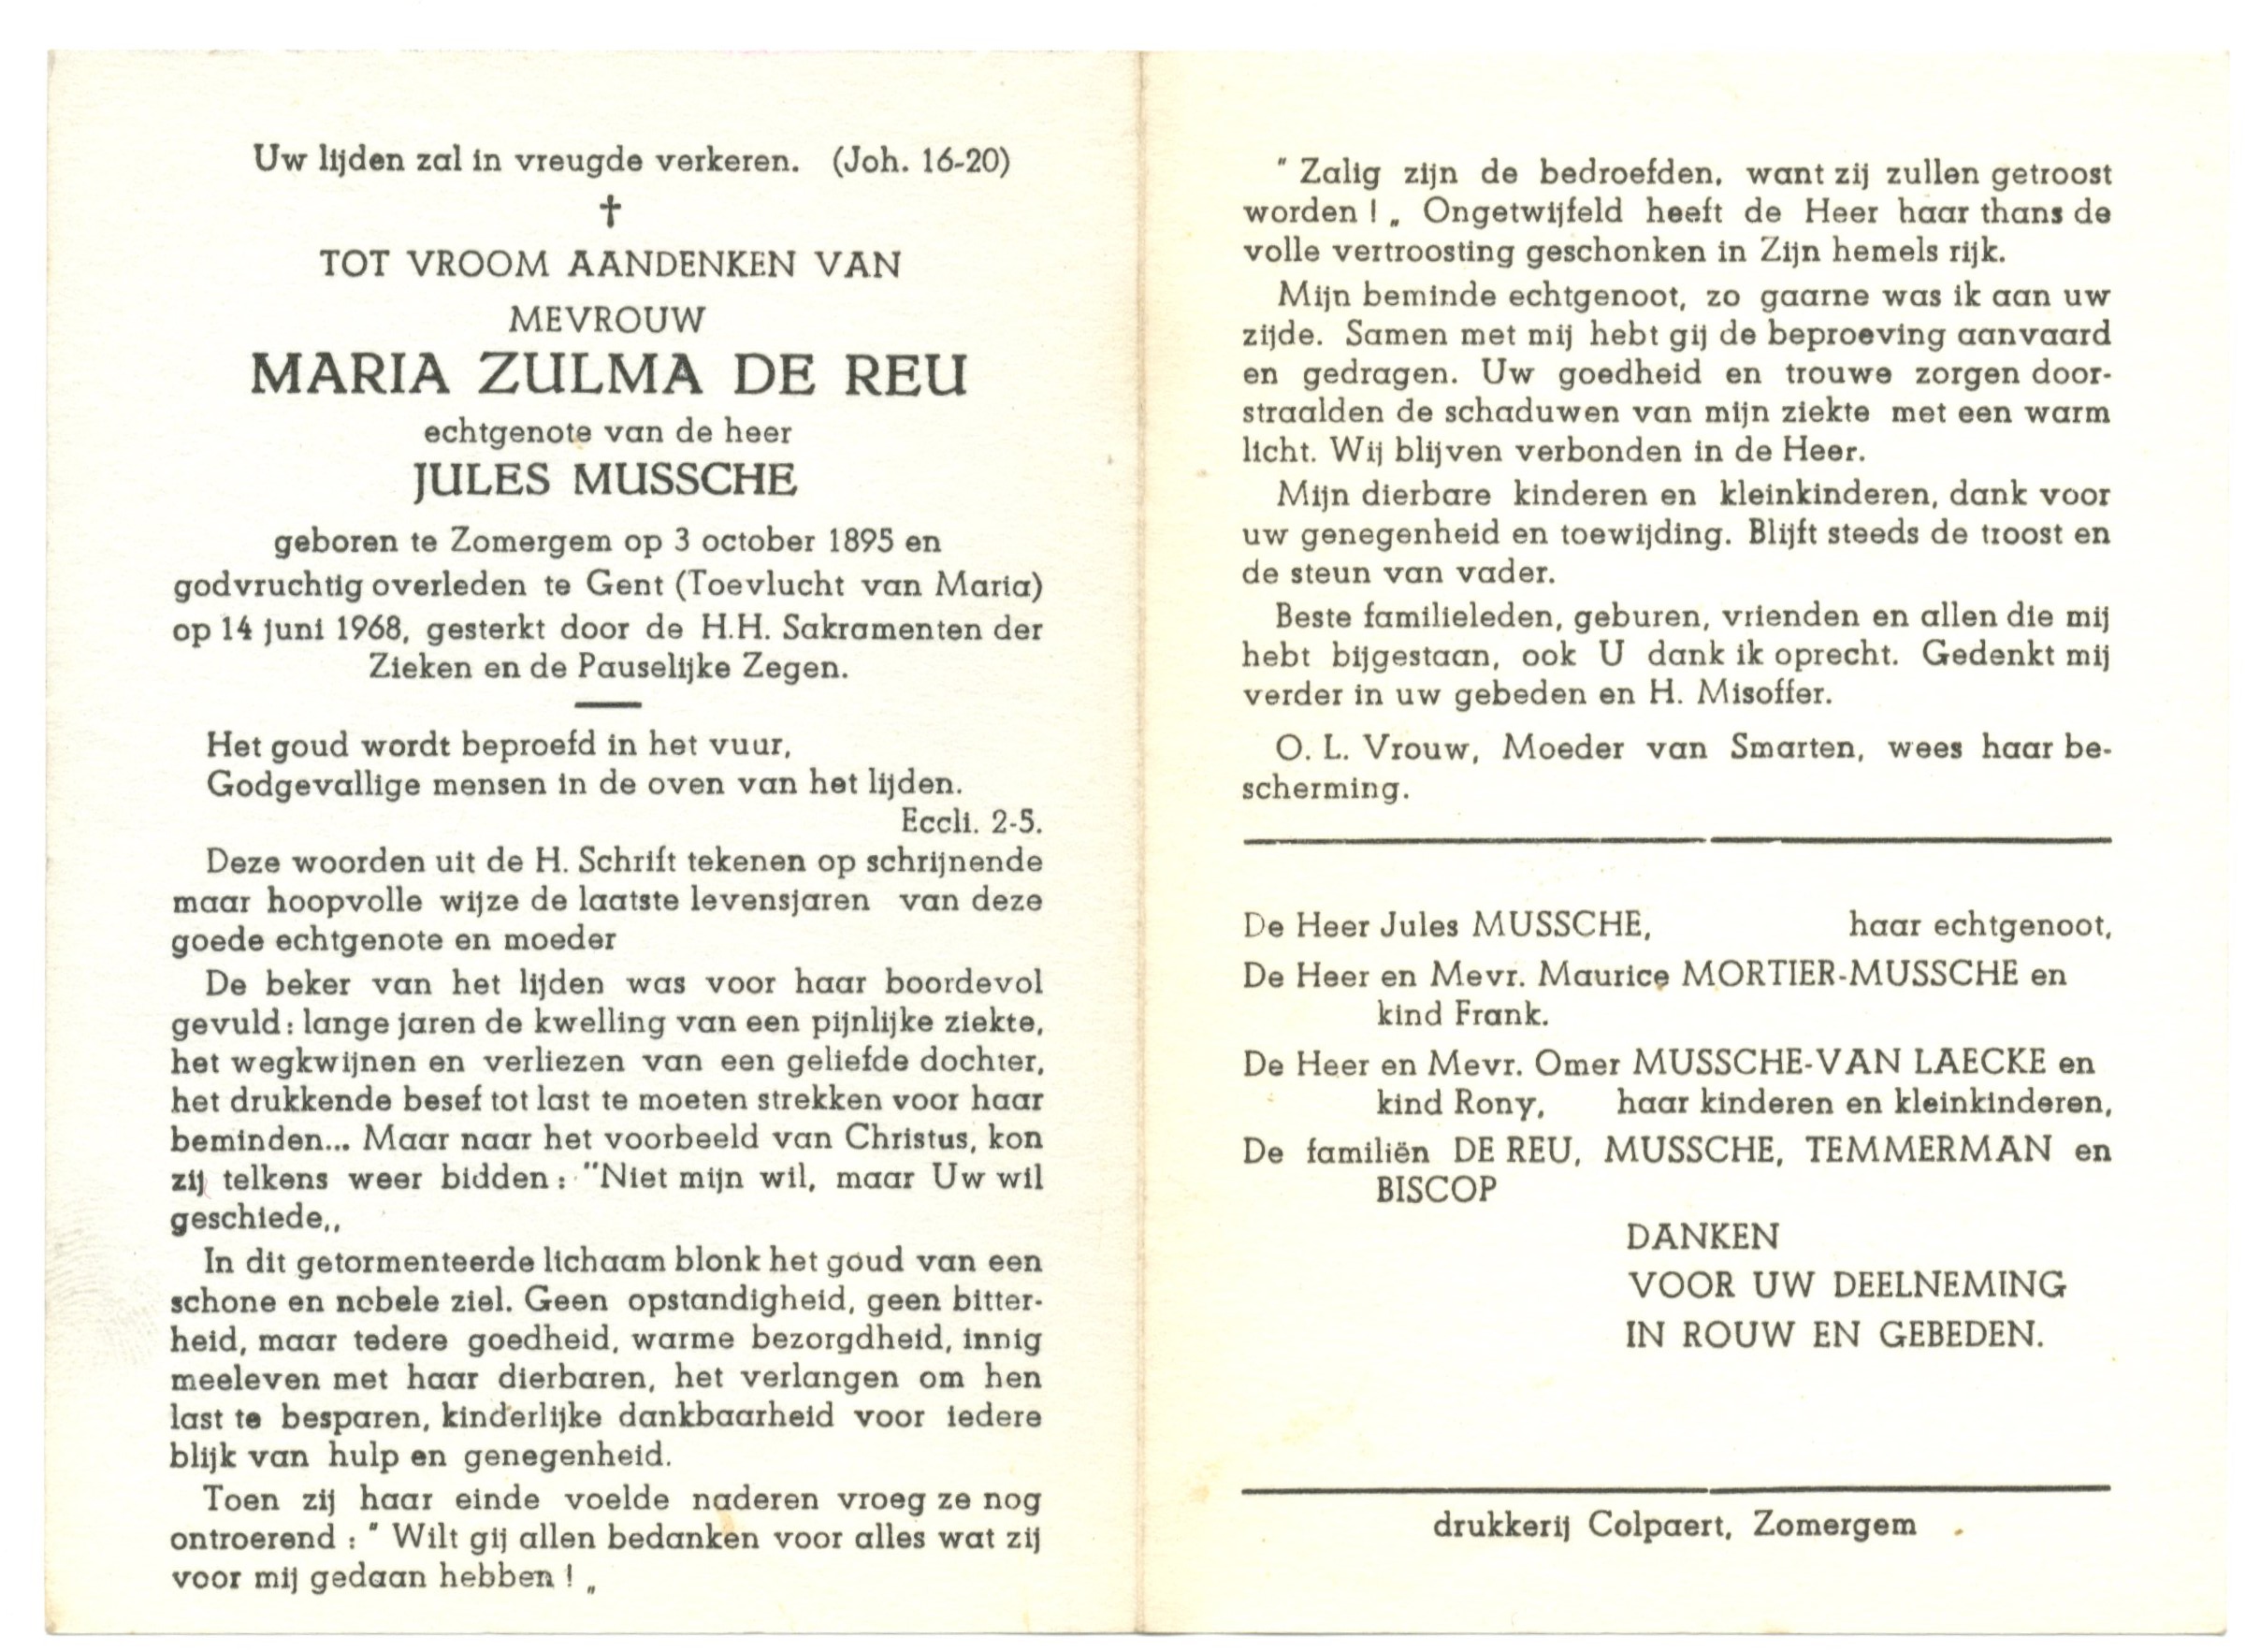 Uw lijden zal in vreugde verkeren. (Joh. 16-20)
✝
TOT VROOM AANDENKEN VAN
MEVROUW
MARIA ZULMA DE REU
echtgenote van de heer
JULES MUSSCHE
geboren te Zomergem op 3 october 1895 en
godvruchtig overleden te Gent (Toevlucht van Maria)
op 14 juni 1968, gesterkt door de H.H. Sakramenten der
Zieken en de Pauselijke Zegen.
Het goud wordt beproefd in het vuur,
Godgevallige mensen in de oven van het lijden.
Eccli. 2-5.
Deze woorden uit de H. Schrift tekenen op schrijnende
maar hoopvolle wijze de laatste levensjaren van deze
goede echtgenote en moeder
De beker van het lijden was voor haar boordevol
gevuld : lange jaren de kwelling van een pijnlijke ziekte,
het wegkwijnen en verliezen van een geliefde dochter,
het drukkende besef tot last te moeten strekken voor haar
beminden... Maar naar het voorbeeld van Christus, kon
zij telkens weer bidden : "Niet mijn wil, maar Uw wil
geschiede,,
In dit getormenteerde lichaam blonk het goud van een
schone en nobele ziel. Geen opstandigheid, geen bitter-
heid, maar tedere goedheid, warme bezorgdheid, innig
meeleven met haar dierbaren, het verlangen om hen
last te besparen, kinderlijke dankbaarheid voor iedere
blijk van hulp en genegenheid.
Toen zij haar einde voelde naderen vroeg ze nog
ontroerend : " Wilt gij allen bedanken voor alles wat zij
voor mij gedaan hebben ! „
" Zalig zijn de bedroefden, want zij zullen getroost
worden ! „ Ongetwijfeld heeft de Heer haar thans de
volle vertroosting geschonken in Zijn hemels rijk.
Mijn beminde echtgenoot, zo gaarne was ik aan uw
zijde. Samen met mij hebt gij de beproeving aanvaard
en gedragen. Uw goedheid en trouwe zorgen door-
straalden de schaduwen van mijn ziekte met een warm
licht. Wij blijven verbonden in de Heer.
Mijn dierbare kinderen en kleinkinderen, dank voor
uw genegenheid en toewijding. Blijft steeds de troost en
de steun van vader.
Beste familieleden, geburen, vrienden en allen die mij
hebt bijgestaan, ook U dank ik oprecht. Gedenkt mij
verder in uw gebeden en H. Misoffer.
O. L. Vrouw, Moeder van Smarten, wees haar be-
scherming.
De Heer Jules MUSSCHE, haar echtgenoot,
De Heer en Mevr. Maurice MORTIER-MUSSCHE en
kind Frank.
De Heer en Mevr. Omer MUSSCHE-VAN LAECKE en
kind Rony, haar kinderen en kleinkinderen,
De familiën DE REU, MUSSCHE, TEMMERMAN en
BISCOP
DANKEN
VOOR UW DEELNEMING
IN ROUW EN GEBEDEN.
drukkerij Colpaert, Zomergem